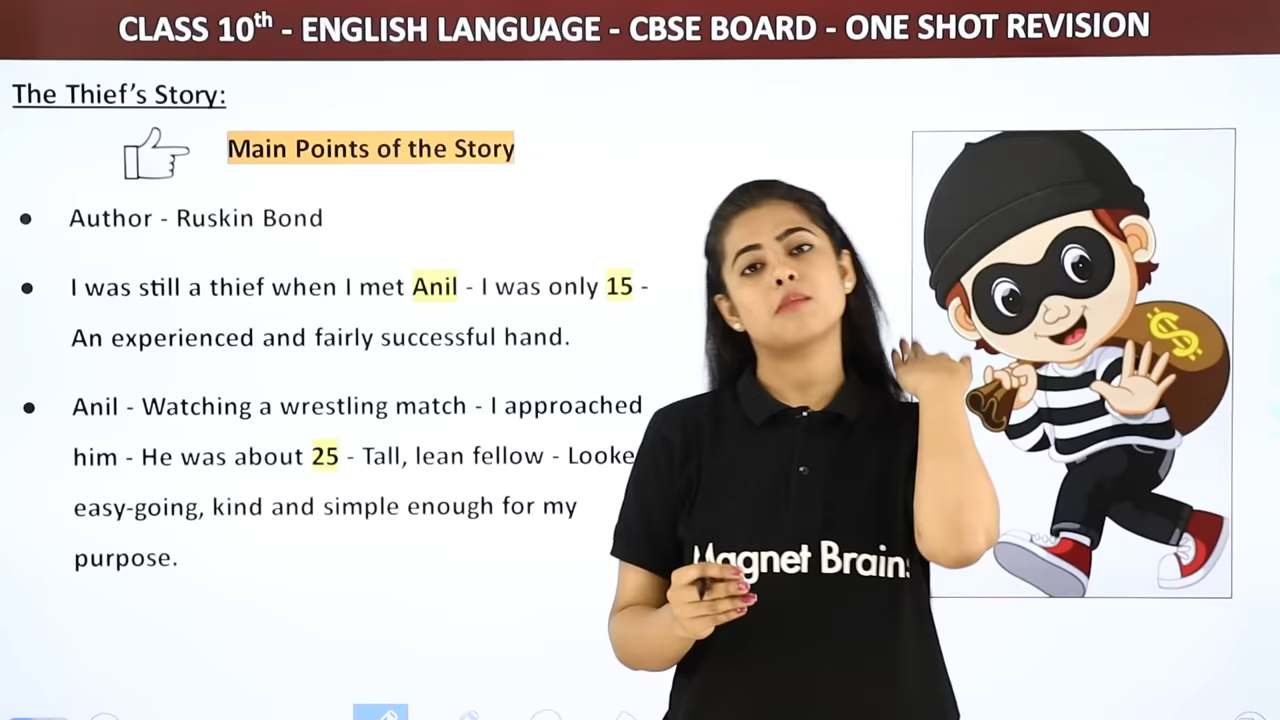 CLASS 10th - ENGLISH LANGUAGE - CBSE BOARD - ONE SHOT REVISION
The Thief’s Story:
Main Points of the Story
● Author - Ruskin Bond
● I was still a thief when I met Anil - I was only 15 -
An experienced and fairly successful hand.
● Anil - Watching a wrestling match - I approached
him - He was about 25 - Tall, lean fellow - Looke
easy-going, kind and simple enough for my
purpose.
$
Magnet Brains